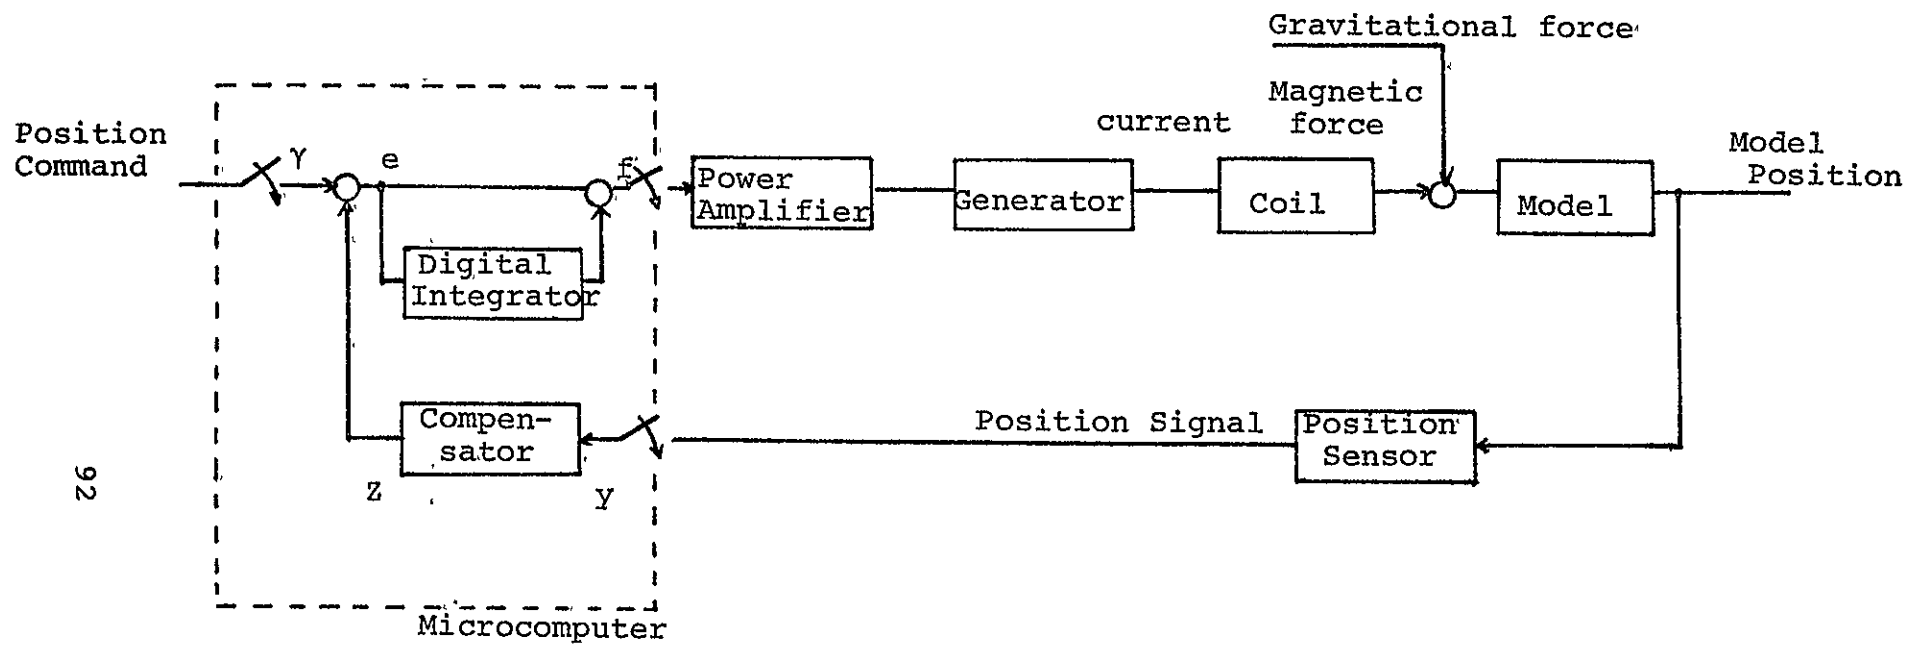 Gravitational force
Magnetic
force
current
Position
Command
γ
e
f
Power
Amplifier
Generator
Coil
Model
Model
Position
Digital
Integrator
Compen-
sator
Z
y
Position Signal
Position
Sensor
92
Microcomputer